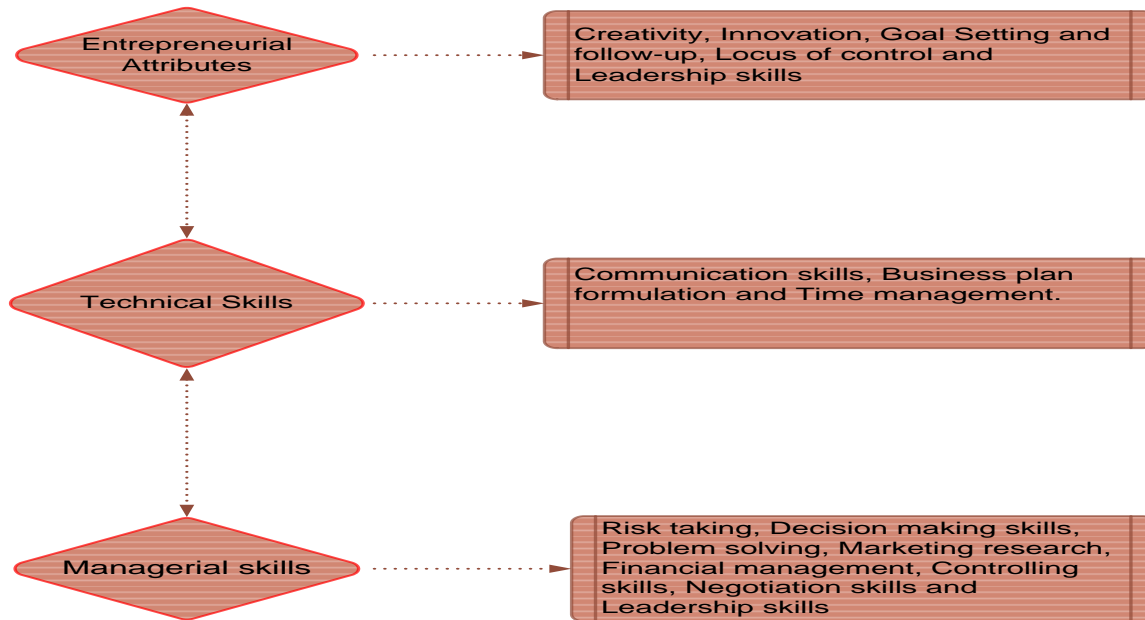 Entrepreneurial
Attributes
Creativity, Innovation, Goal Setting and
follow-up, Locus of control and
Leadership skills
Technical Skills
Communication skills, Business plan
formulation and Time management.
Managerial skills
Risk taking, Decision making skills,
Problem solving, Marketing research,
Financial management, Controlling
skills, Negotiation skills and
Leadership skills